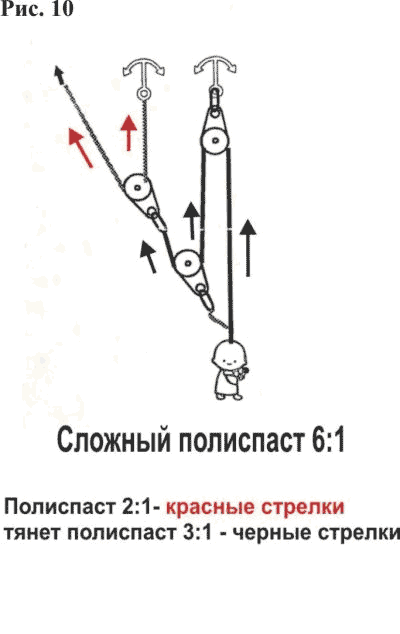 Рис. 10
Сложный полиспаст 6:1
Полиспаст 2:1- красные стрелки
тянет полиспаст 3:1 - черные стрелки